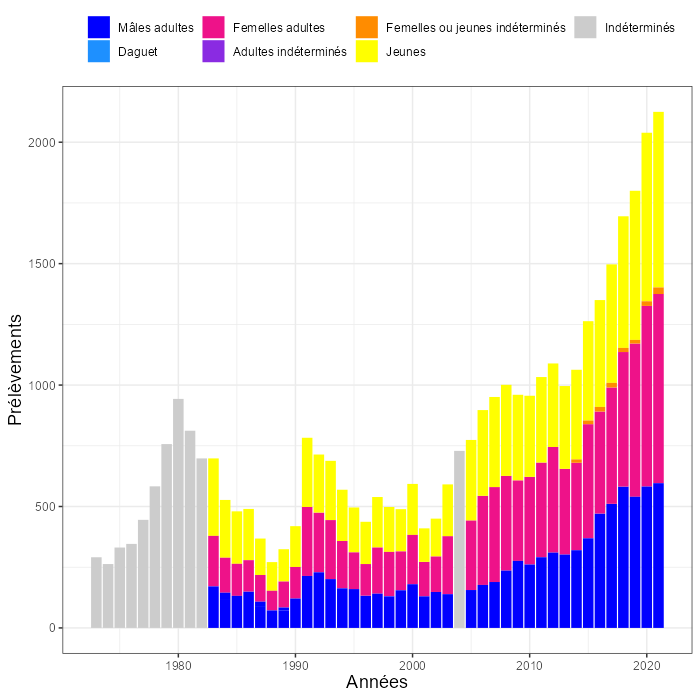 Mâles adultes Femelles adultes Femelles ou jeunes indéterminés Indéterminés
Daguet Adultes indéterminés Jeunes
2000
1500
1000
500
0
Prélèvements
1980 1990 2000 2010 2020
Années